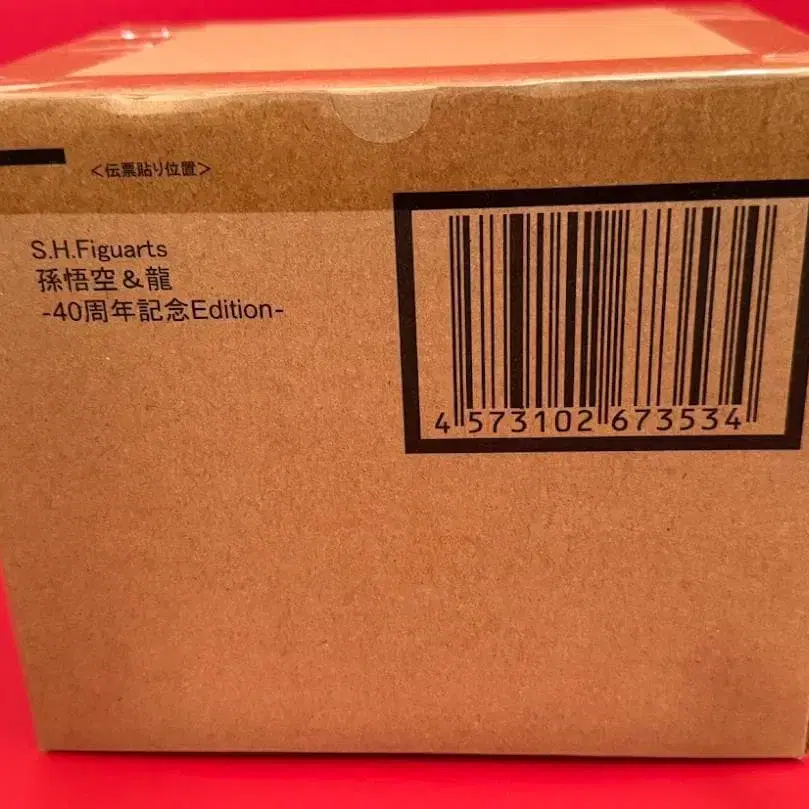 ＜伝票貼り位置＞
S.H.Figuarts
孫悟空＆龍
-40周年記念Edition-
4 573102 673534